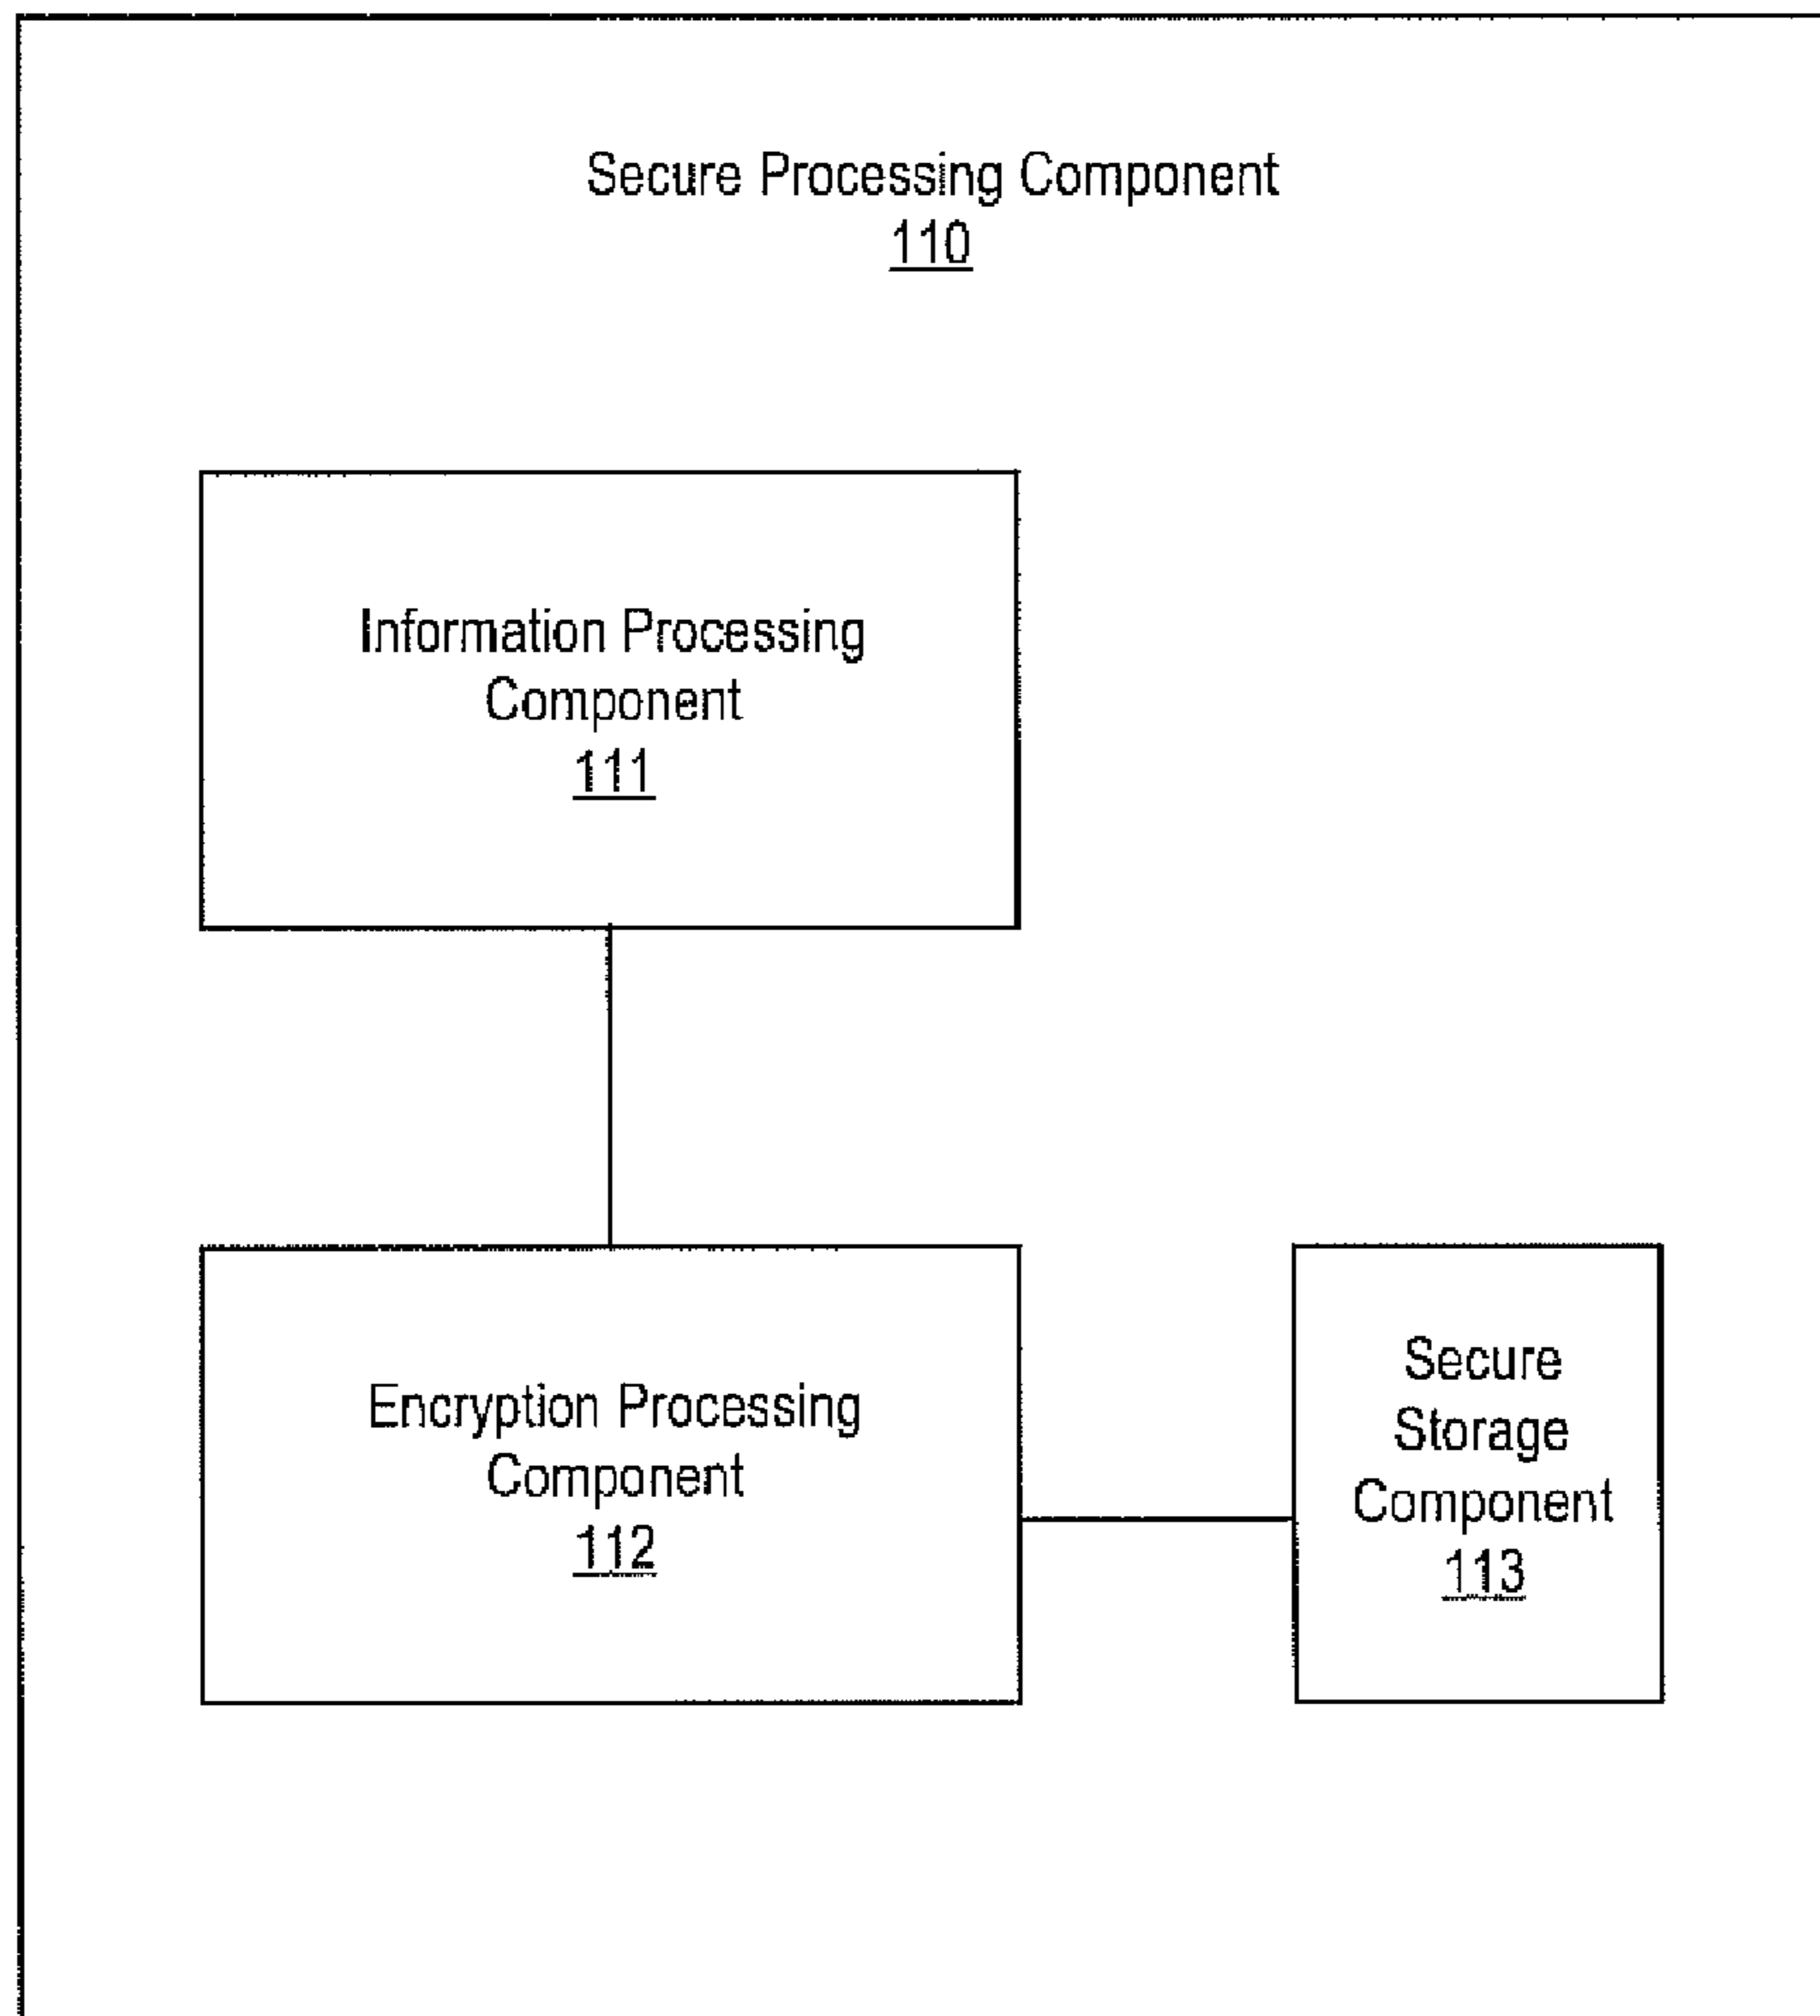 Secure Processing Component
110
Information Processing
Component
111
Encryption Processing
Component
112
Secure
Storage
Component
113